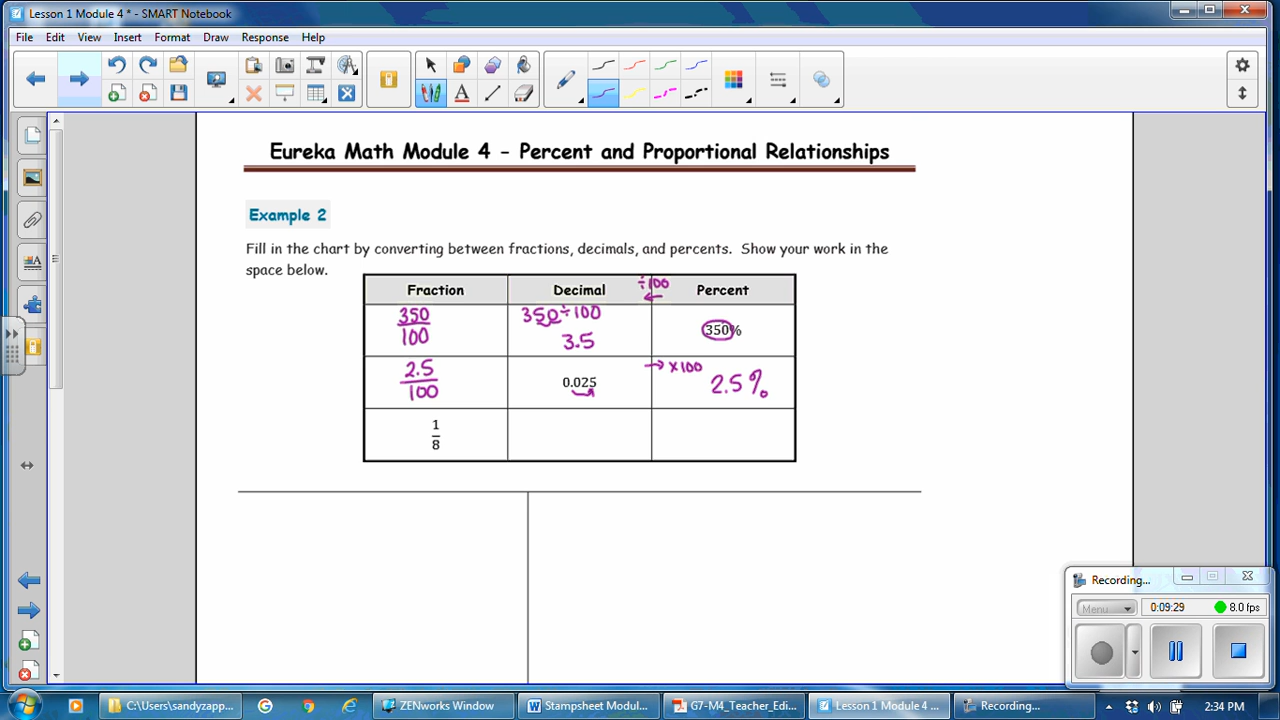 Lesson 1 Module 4 * - SMART Notebook
File Edit View Insert Format Draw Response Help
Eureka Math Module 4 – Percent and Proportional Relationships
Example 2
Fill in the chart by converting between fractions, decimals, and percents. Show your work in the
space below.
÷100
Fraction Decimal Percent
350/100 350÷100 350%
3.5
→ ×100
2.5/100 0.025 2.5%
1/8
Recording...
Menu 0:09:29 8.0 fps
C:\Users\sandyzapp... ZENworks Window Stampsheet Modul... G7-M4_Teacher_Edi... Lesson 1 Module 4 ... Recording... 2:34 PM